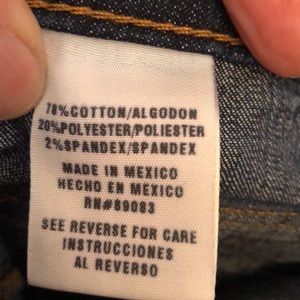 78%COTTON/ALGODON
20%POLYESTER/POLIESTER
2%SPANDEX/SPANDEX
MADE IN MEXICO
HECHO EN MEXICO
RN#89083
SEE REVERSE FOR CARE
INSTRUCCIONES
AL REVERSO